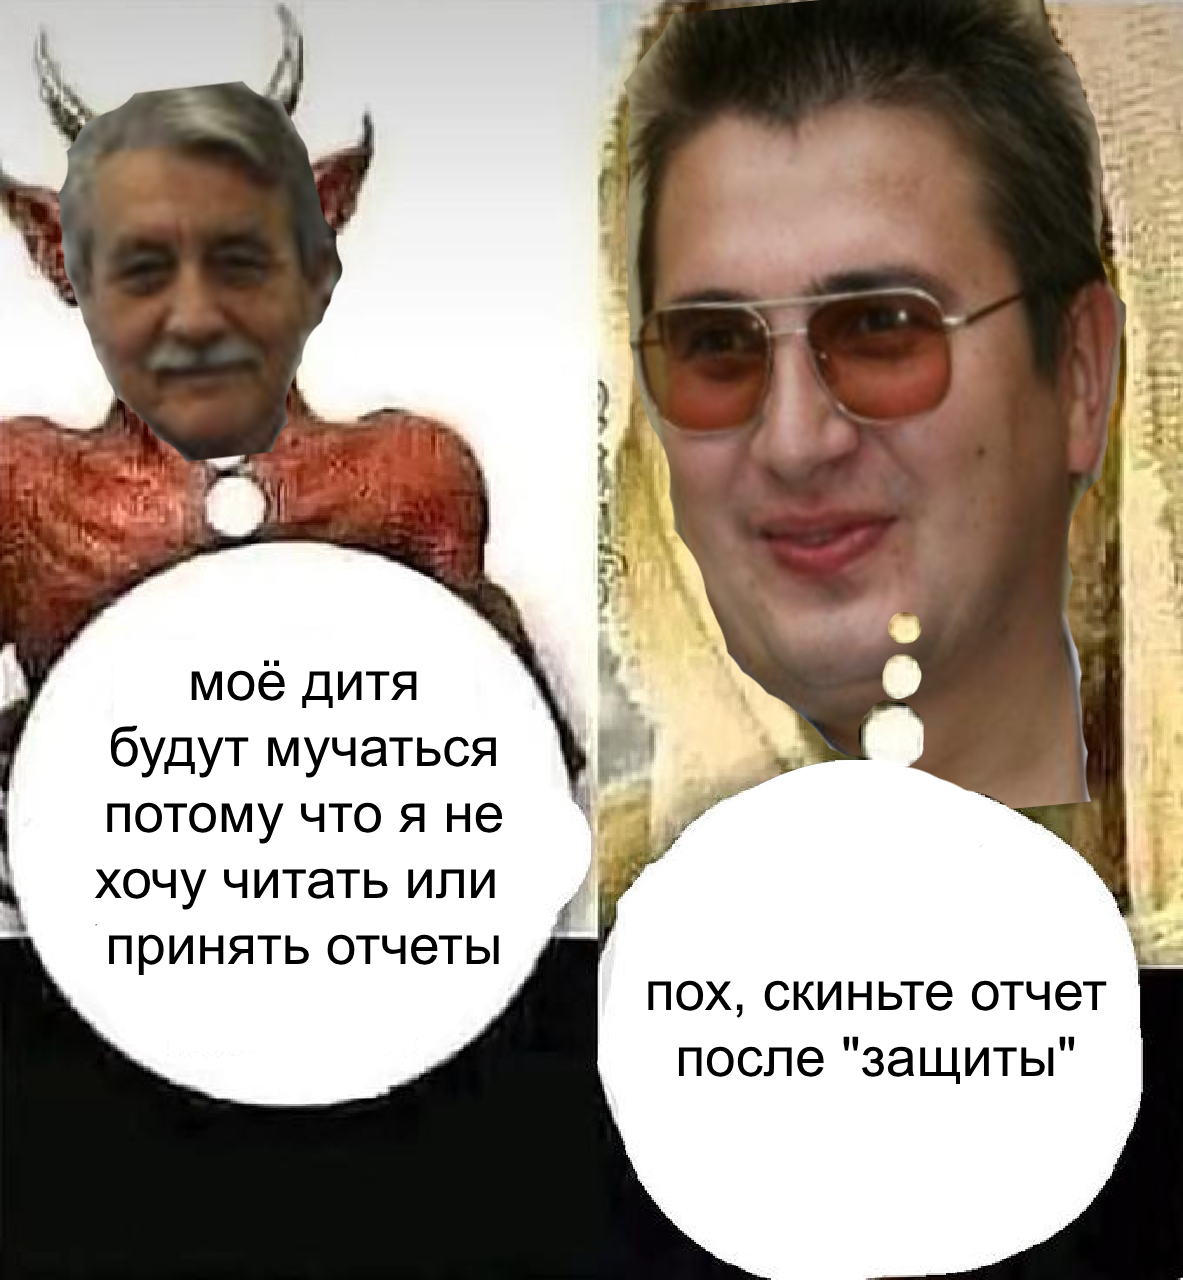 моё дитя
будут мучаться
потому что я не
хочу читать или
принять отчеты
пох, скиньте отчет
после "защиты"